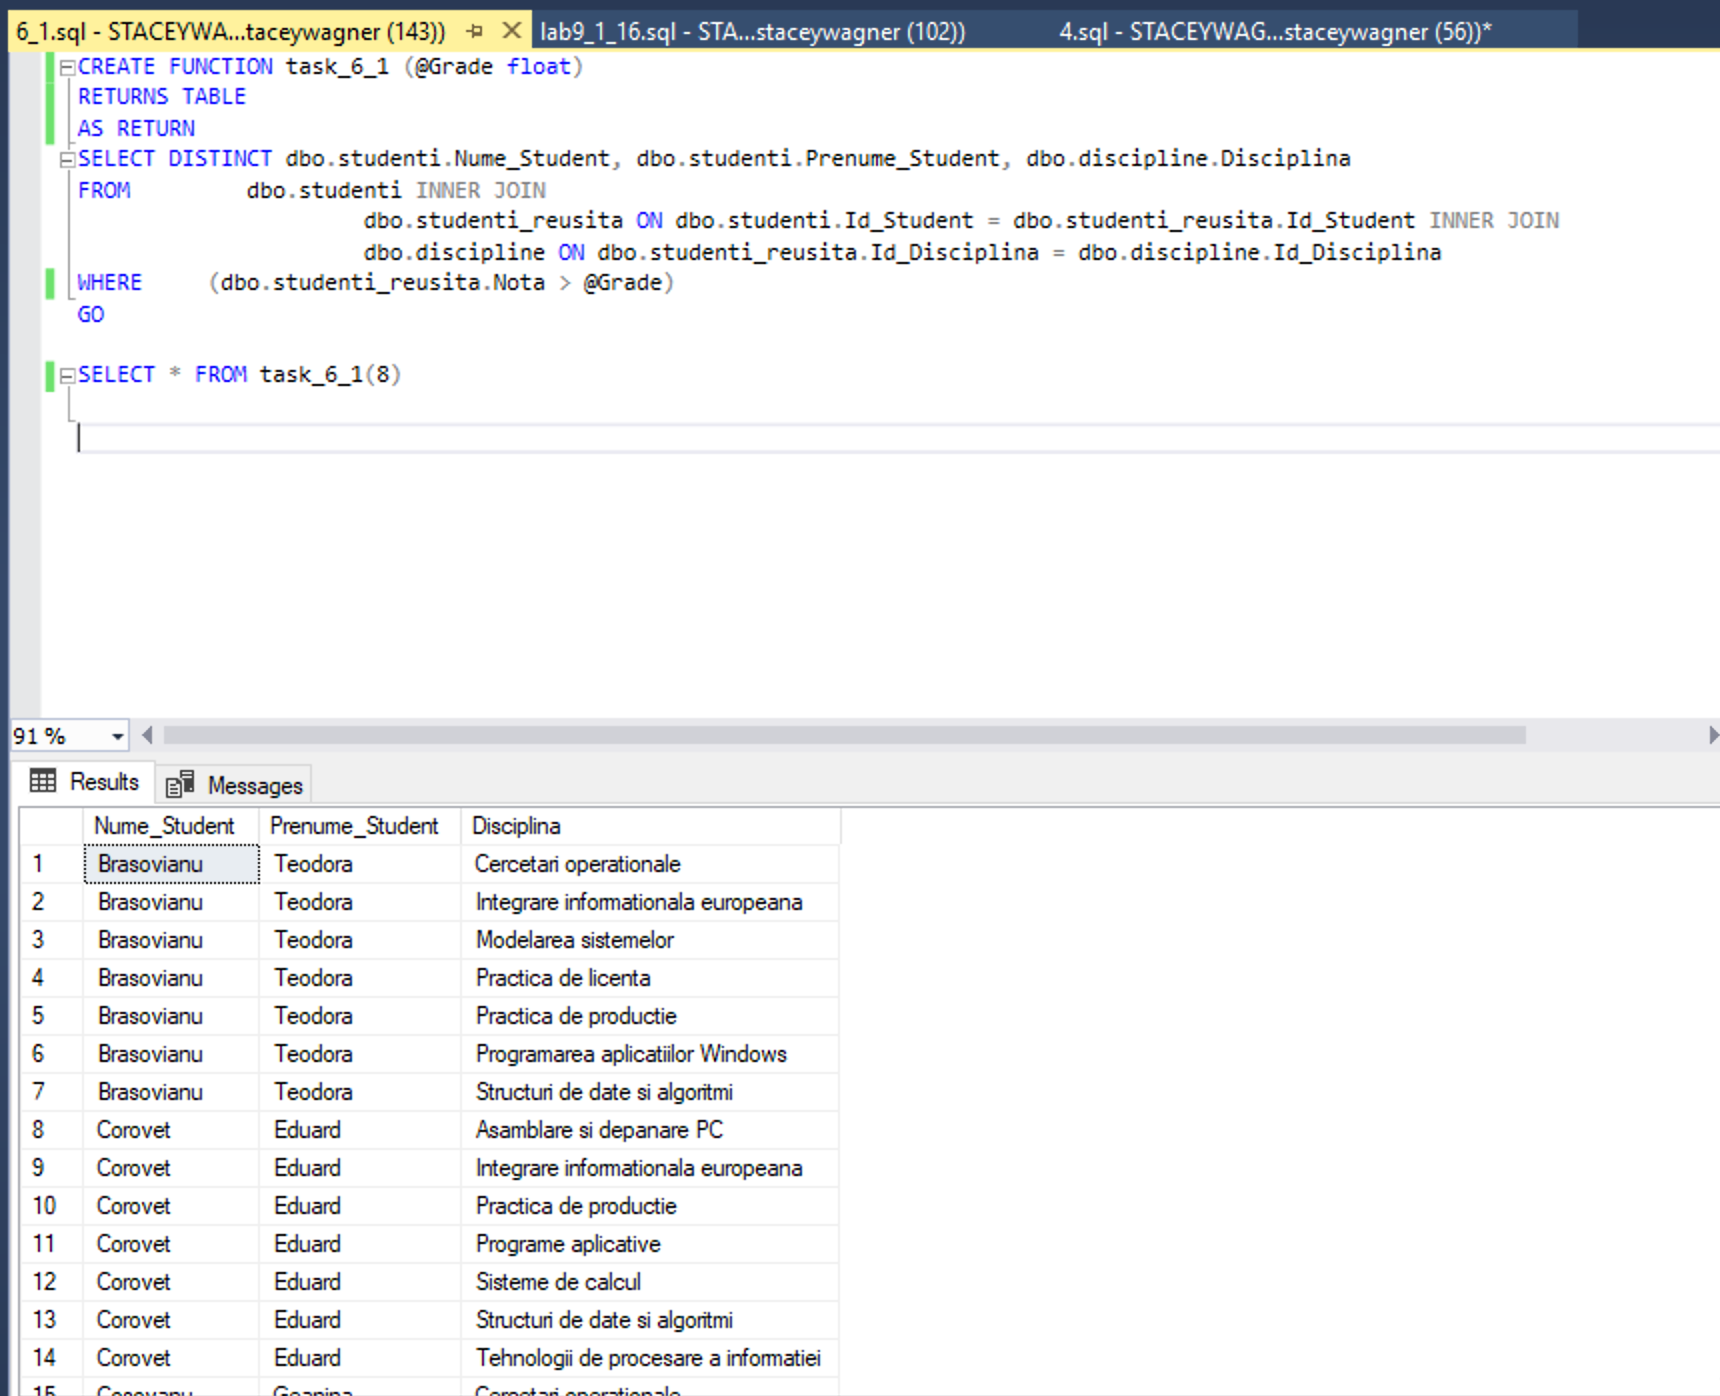 6_1.sql - STACEYWA...taceywagner (143)) lab9_1_16.sql - STA...staceywagner (102)) 4.sql - STACEYWAG...staceywagner (56))*
CREATE FUNCTION task_6_1 (@Grade float)
RETURNS TABLE
AS RETURN
SELECT DISTINCT dbo.studenti.Nume_Student, dbo.studenti.Prenume_Student, dbo.discipline.Disciplina
FROM dbo.studenti INNER JOIN
dbo.studenti_reusita ON dbo.studenti.Id_Student = dbo.studenti_reusita.Id_Student INNER JOIN
dbo.discipline ON dbo.studenti_reusita.Id_Disciplina = dbo.discipline.Id_Disciplina
WHERE (dbo.studenti_reusita.Nota > @Grade)
GO
SELECT * FROM task_6_1(8)
91 %
Results Messages
Nume_Student Prenume_Student Disciplina
1 Brasovianu Teodora Cercetari operationale
2 Brasovianu Teodora Integrare informationala europeana
3 Brasovianu Teodora Modelarea sistemelor
4 Brasovianu Teodora Practica de licenta
5 Brasovianu Teodora Practica de productie
6 Brasovianu Teodora Programarea aplicatiilor Windows
7 Brasovianu Teodora Structuri de date si algoritmi
8 Corovet Eduard Asamblare si depanare PC
9 Corovet Eduard Integrare informationala europeana
10 Corovet Eduard Practica de productie
11 Corovet Eduard Programe aplicative
12 Corovet Eduard Sisteme de calcul
13 Corovet Eduard Structuri de date si algoritmi
14 Corovet Eduard Tehnologii de procesare a informatiei
15 Cercetari operationale